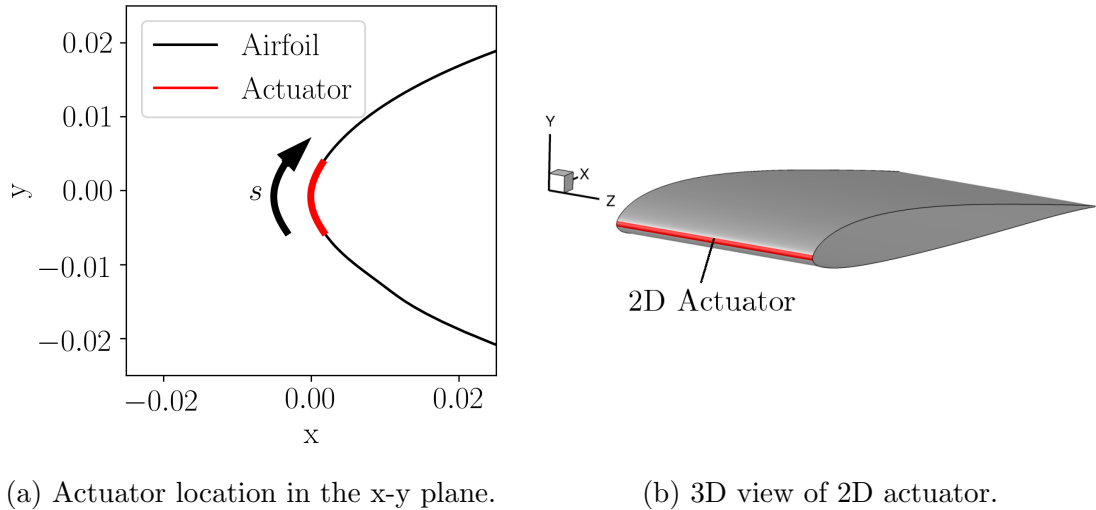 0.02
0.01
0.00
−0.01
−0.02
y
Airfoil
Actuator
s
−0.02
0.00
0.02
x
Y
X
Z
2D Actuator
(a) Actuator location in the x-y plane.
(b) 3D view of 2D actuator.